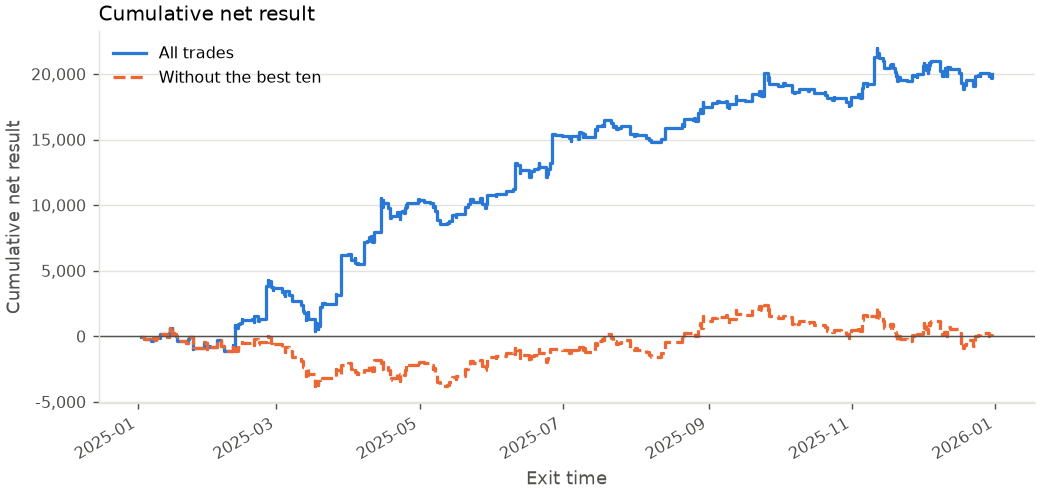 Cumulative net result
All trades
Without the best ten
Cumulative net result
20,000
15,000
10,000
5,000
0
-5,000
2025-01
2025-03
2025-05
2025-07
2025-09
2025-11
2026-01
Exit time